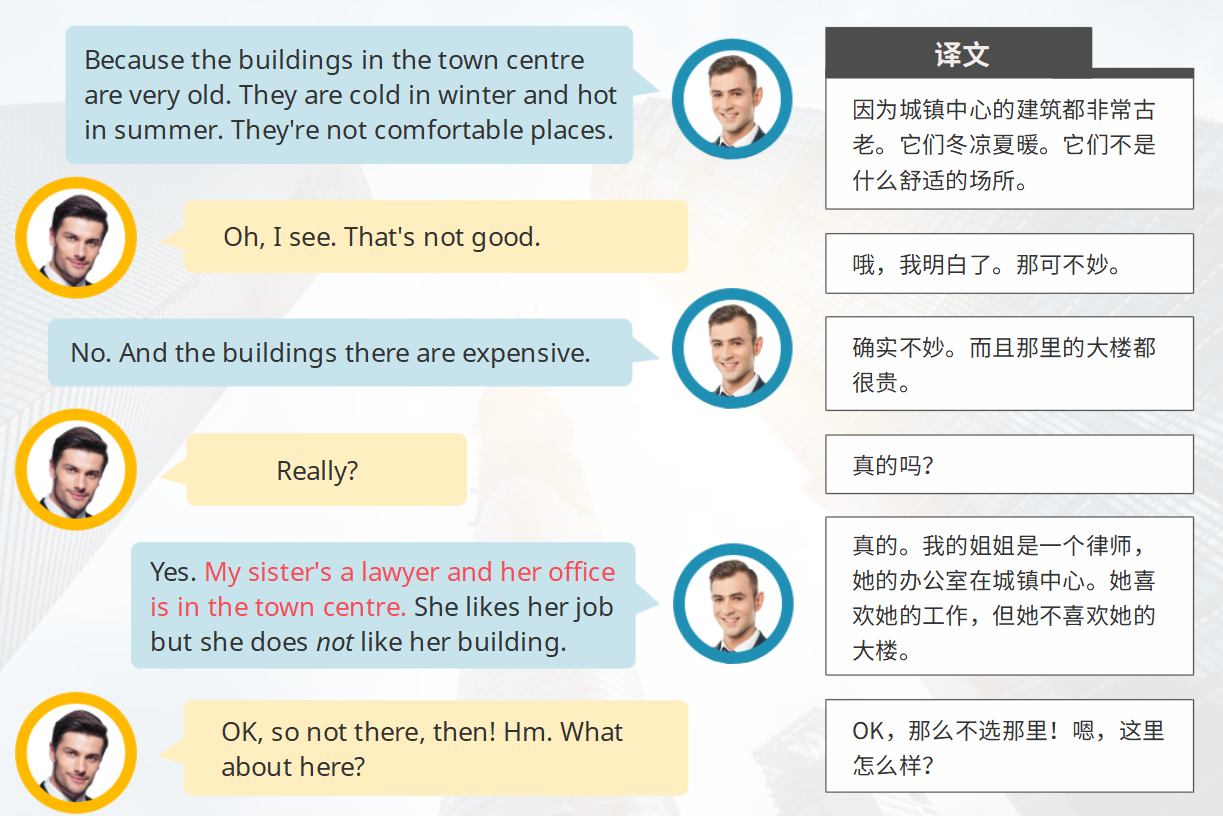 Because the buildings in the town centre
are very old. They are cold in winter and hot
in summer. They're not comfortable places.
Oh, I see. That's not good.
No. And the buildings there are expensive.
Really?
Yes. My sister's a lawyer and her office
is in the town centre. She likes her job
but she does not like her building.
OK, so not there, then! Hm. What
about here?
译文
因为城镇中心的建筑都非常古
老。它们冬凉夏暖。它们不是
什么舒适的场所。
哦，我明白了。那可不妙。
确实不妙。而且那里的大楼都
很贵。
真的吗？
真的。我的姐姐是一个律师，
她的办公室在城镇中心。她喜
欢她的工作，但她不喜欢她的
大楼。
OK，那么不选那里！嗯，这里
怎么样？